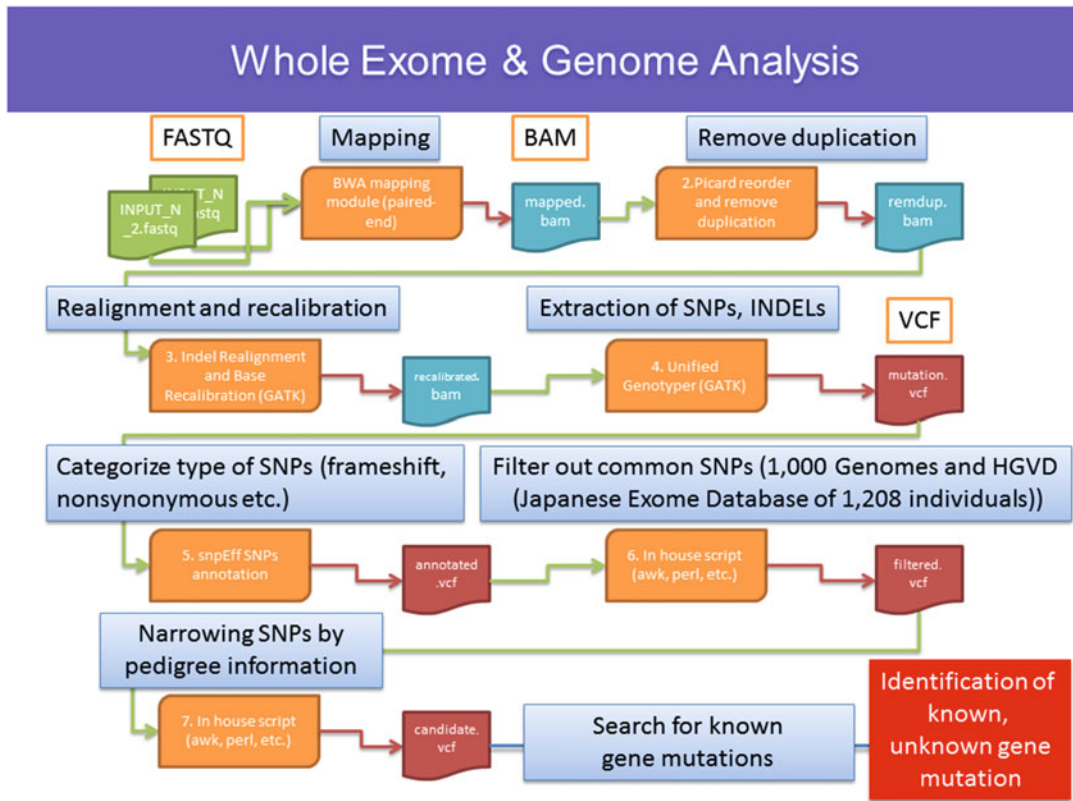 Whole Exome & Genome Analysis
FASTQ
Mapping
BAM
Remove duplication
INPUT_N
_2.fastq
BWA mapping
module (paired-
end)
mapped.
bam
2.Picard reorder
and remove
duplication
remdup.
bam
Realignment and recalibration
Extraction of SNPs, INDELs
VCF
3. Indel Realignment
and Base
Recalibration (GATK)
recalibrated.
bam
4. Unified
Genotyper (GATK)
mutation.
vcf
Categorize type of SNPs (frameshift,
nonsynonymous etc.)
Filter out common SNPs (1,000 Genomes and HGVD
(Japanese Exome Database of 1,208 individuals))
5. snpEff SNPs
annotation
annotated
.vcf
6. In house script
(awk, perl, etc.)
filtered.
vcf
Narrowing SNPs by
pedigree information
7. In house script
(awk, perl, etc.)
candidate.
vcf
Search for known
gene mutations
Identification of
known,
unknown gene
mutation